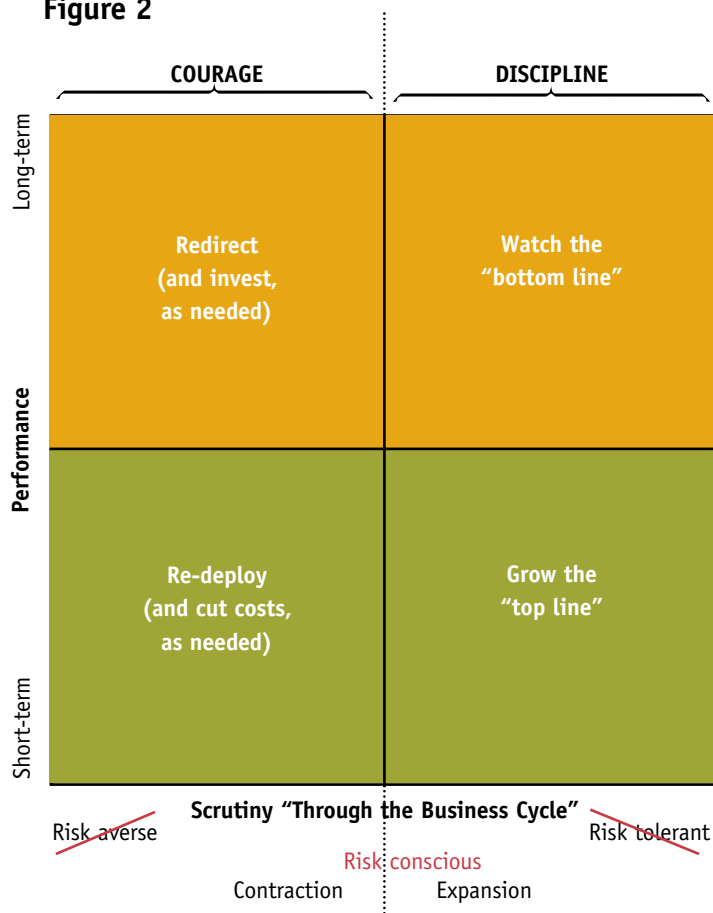 Figure 2
COURAGE
DISCIPLINE
Long-term
Performance
Short-term
Redirect
(and invest,
as needed)
Watch the
“bottom line”
Re-deploy
(and cut costs,
as needed)
Grow the
“top line”
Scrutiny “Through the Business Cycle”
Risk averse
Risk tolerant
Risk conscious
Contraction
Expansion